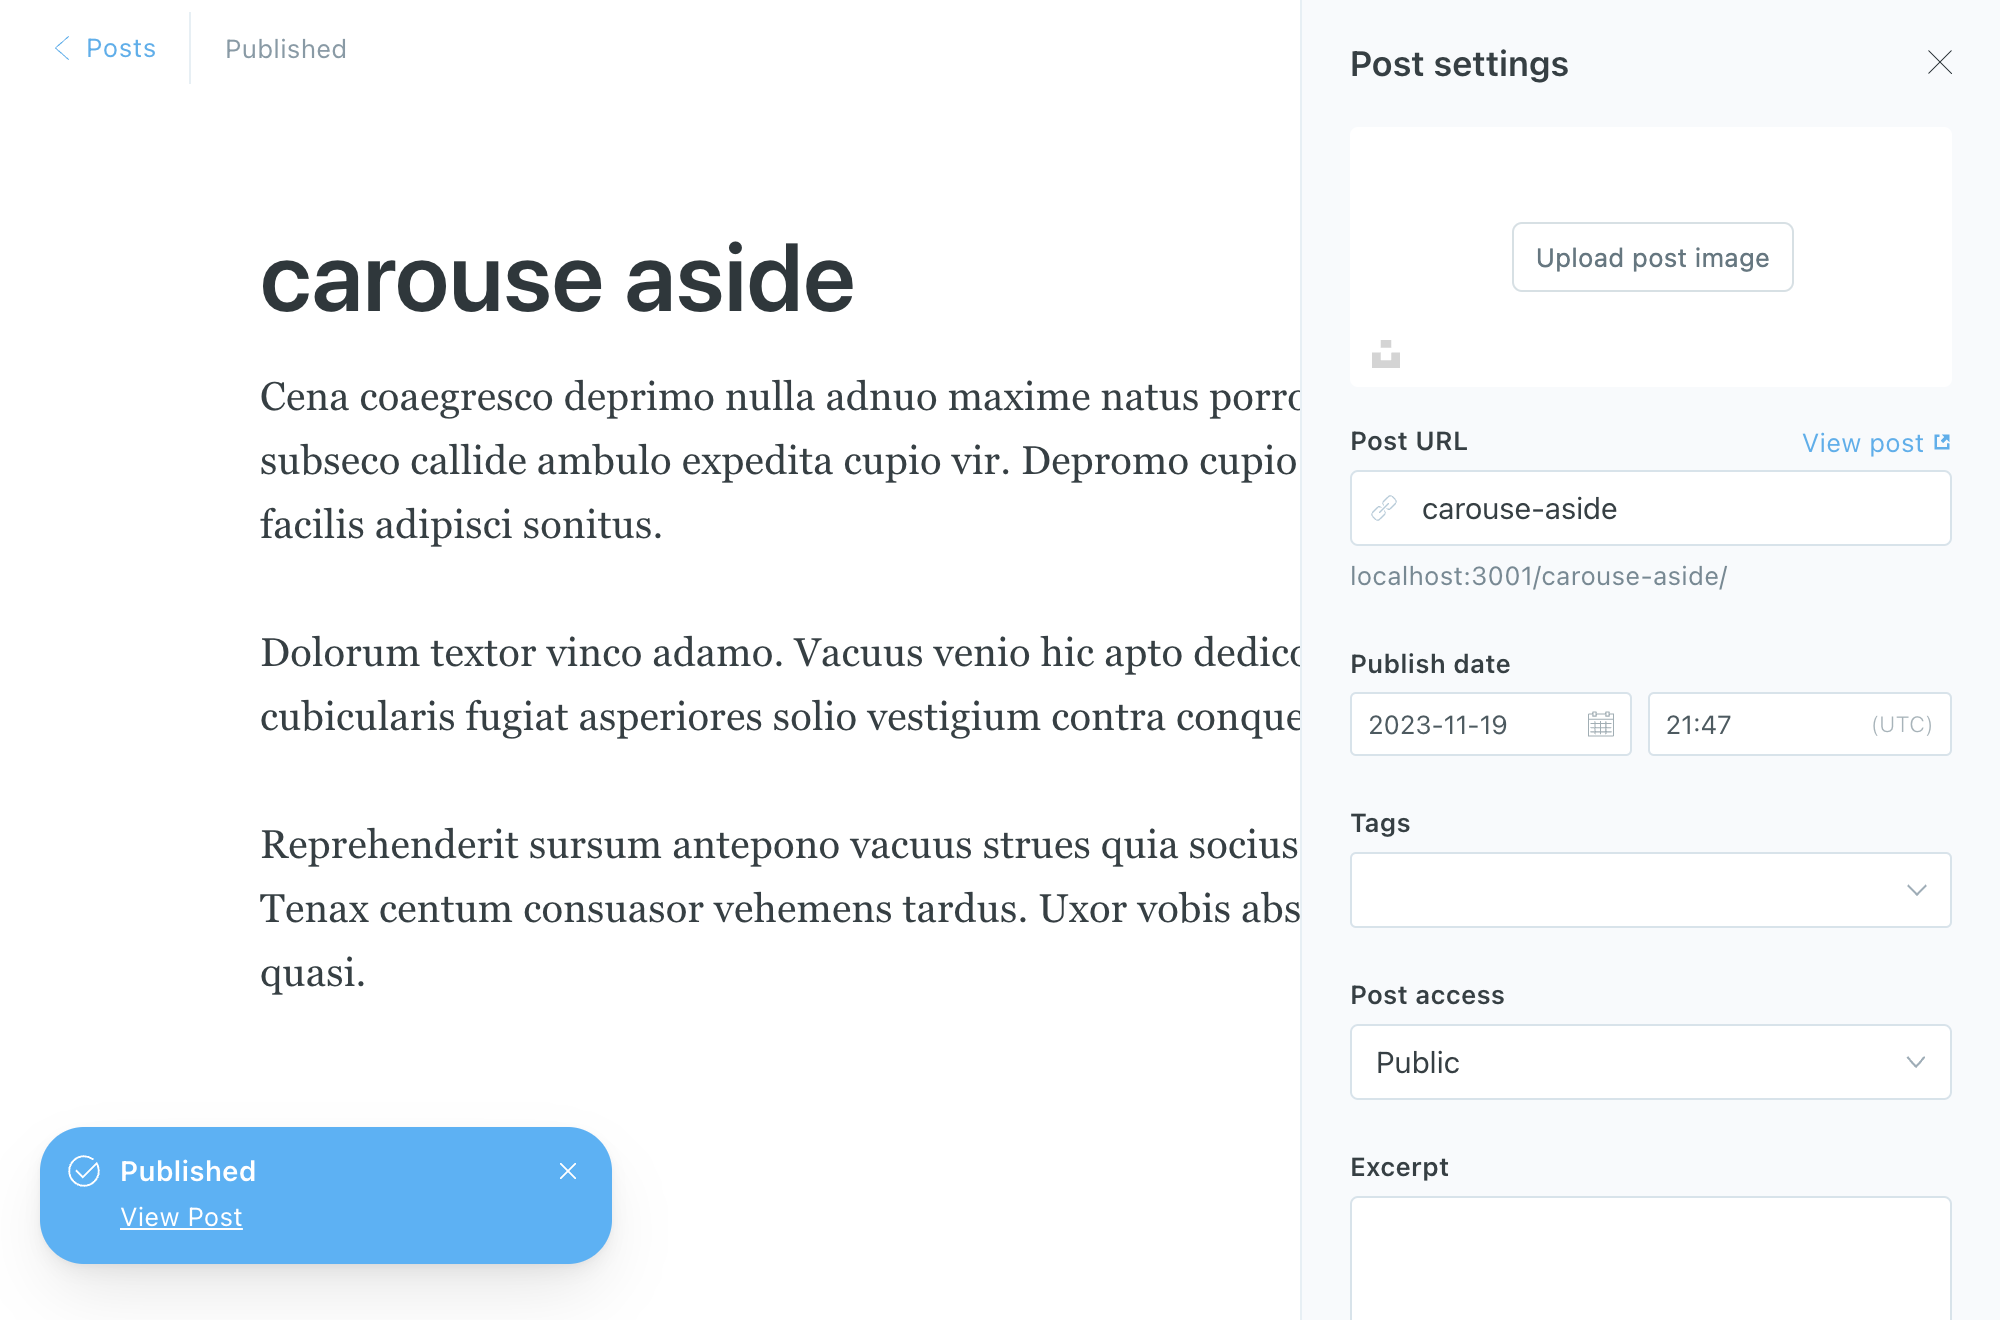 Posts
Published
carouse aside
Cena coaegresco deprimo nulla adnuo maxime natus porro
subseco callide ambulo expedita cupio vir. Depromo cupio
facilis adipisci sonitus.
Dolorum textor vinco adamo. Vacuus venio hic apto dedico
cubicularis fugiat asperiores solio vestigium contra conque
Reprehenderit sursum antepono vacuus strues quia socius
Tenax centum consuasor vehemens tardus. Uxor vobis abs
quasi.
Published
View Post
Post settings
Upload post image
Post URL
View post
carouse-aside
localhost:3001/carouse-aside/
Publish date
2023-11-19
21:47 (UTC)
Tags
Post access
Public
Excerpt